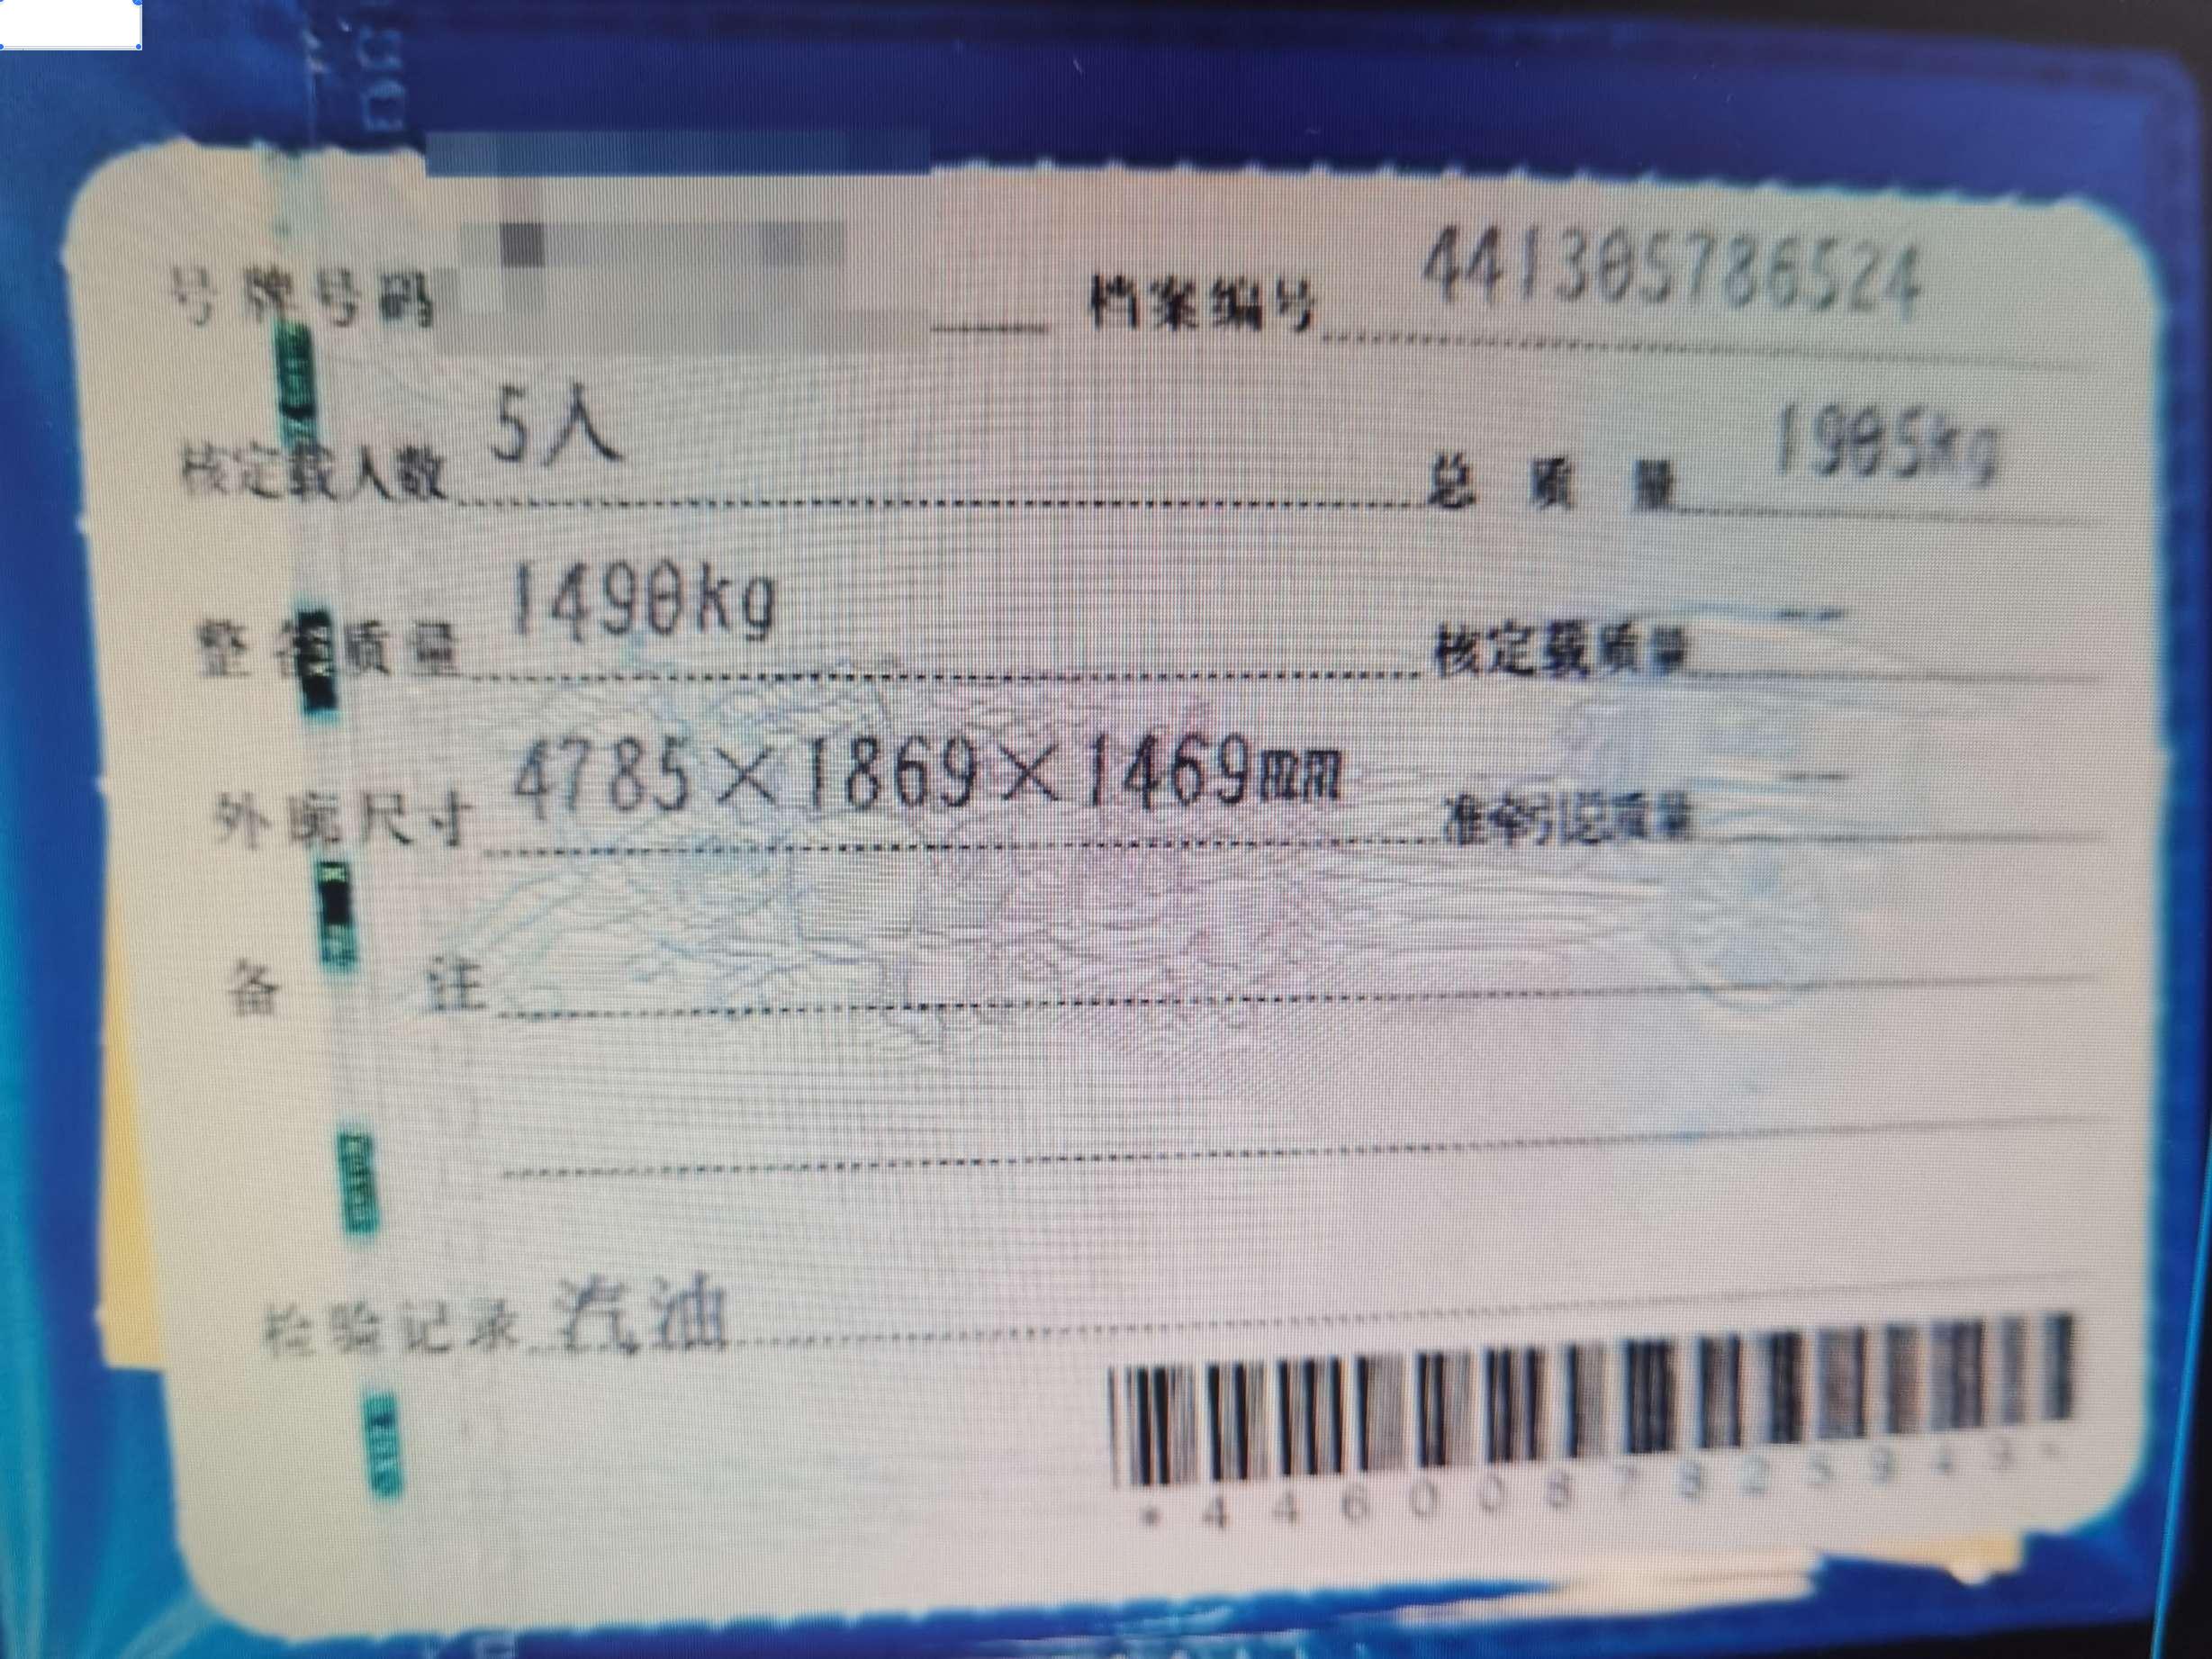 号牌号码 档案编号 441305786524
核定载人数 5人 总质量 1905kg
整备质量 1490kg 核定载质量 --
外廓尺寸 4785×1869×1469mm 准牵引总质量 --
备注
检验记录 汽油